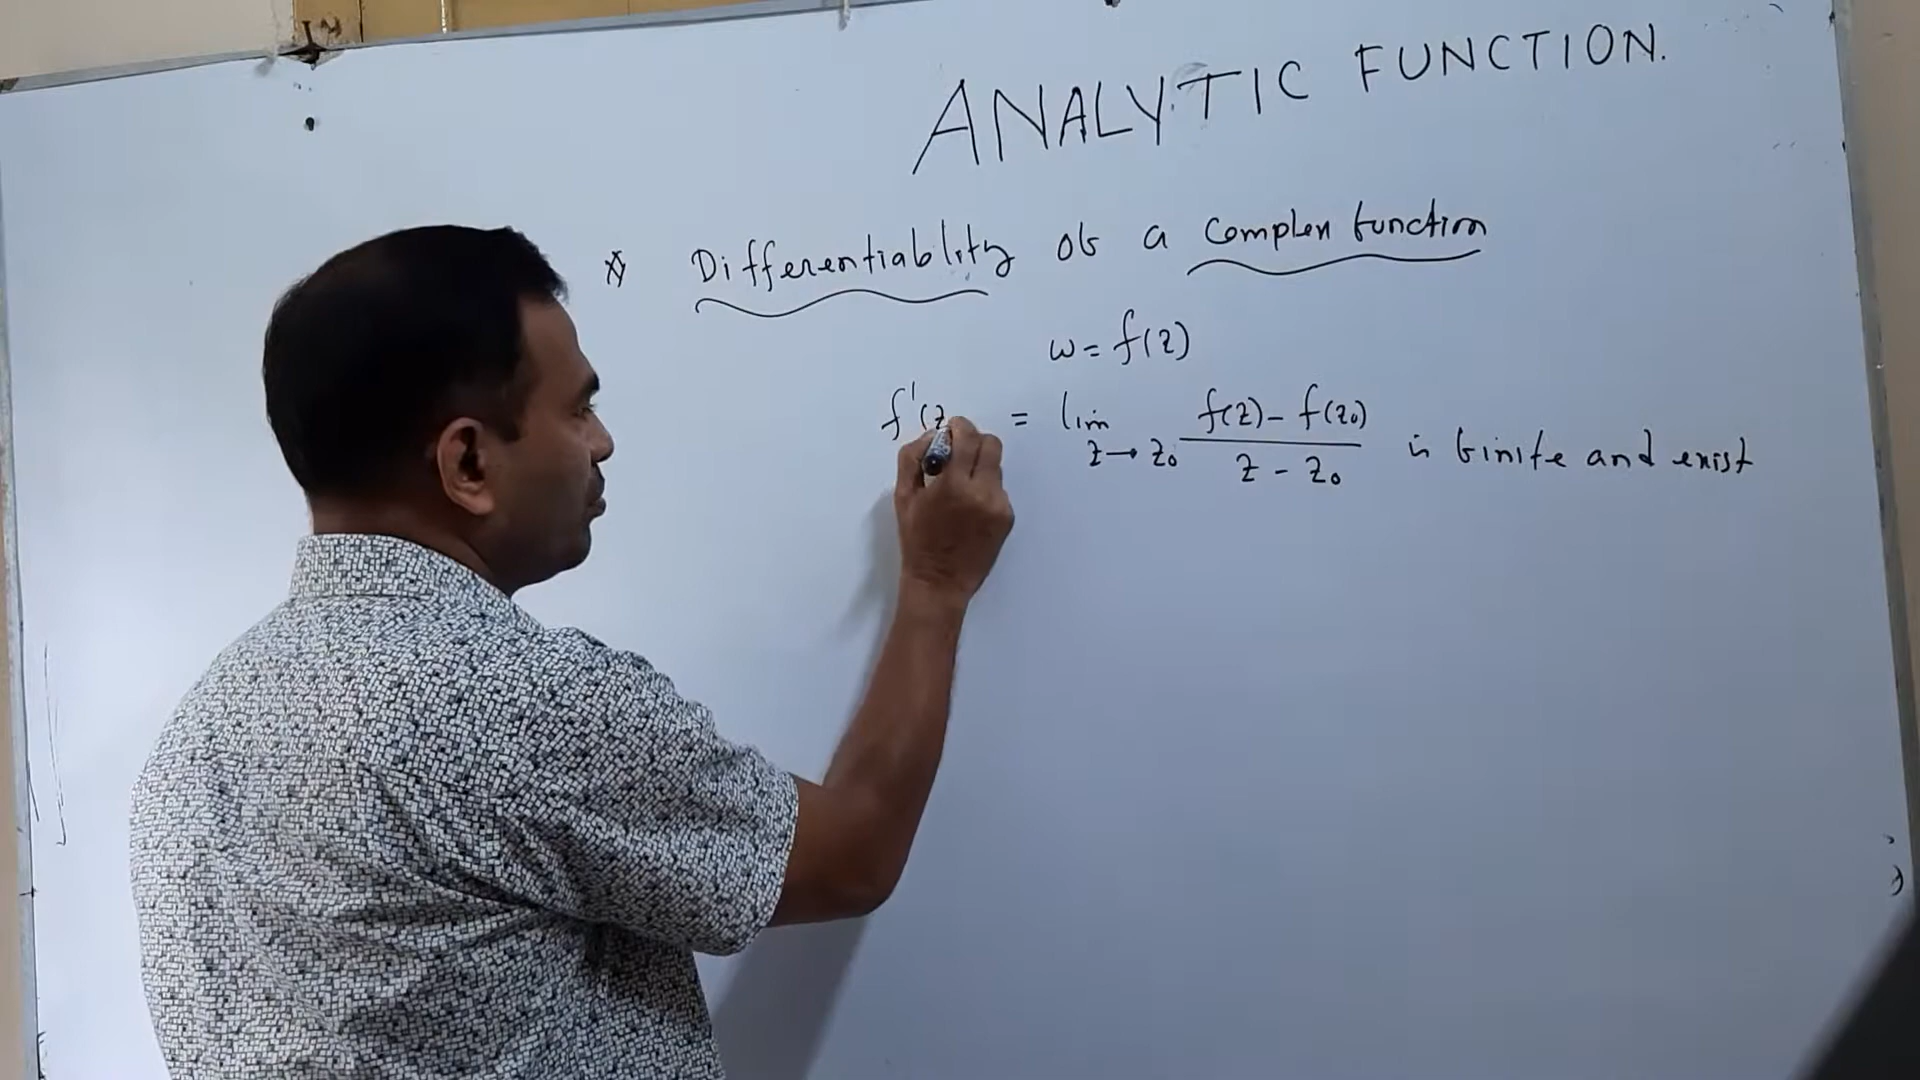 ANALYTIC FUNCTION.
* Differentiablity of a complex function
w = f(z)
f'(z = lim z→z₀ f(z) - f(z₀) / z - z₀ is finite and exist